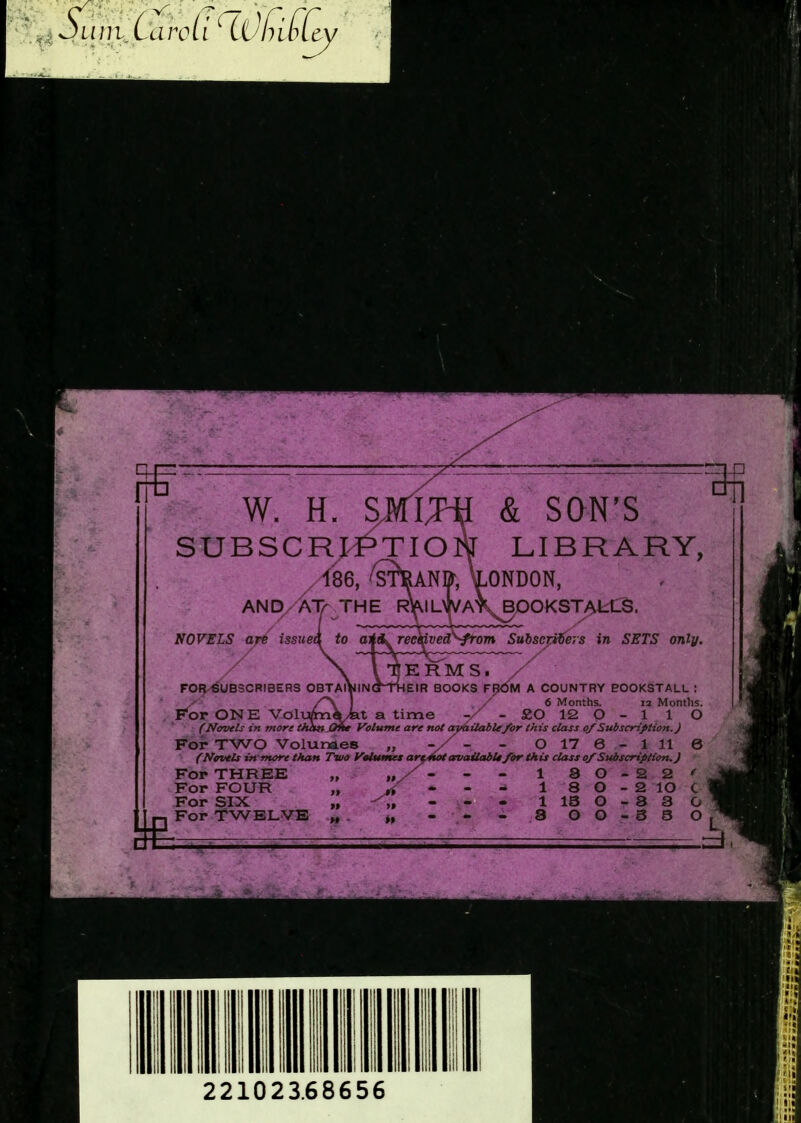 Sum Caroli Whibley
W. H. SMITH & SON'S
SUBSCRIPTION LIBRARY,
186, STRAND, LONDON,
AND AT THE RAILWAY BOOKSTALLS.
NOVELS are issued to and received from Subscribers in SETS only.
TERMS.
FOR SUBSCRIBERS OBTAINING THEIR BOOKS FROM A COUNTRY BOOKSTALL:
6 Months. 12 Months.
For ONE Volume at a time - - £0 12 0 - 1 1 0
(Novels in more than One Volume are not available for this class of Subscription.)
For TWO Volumes „ - - - 0 17 6 - 1 11 6
(Novels in more than Two Volumes are not available for this class of Subscription.)
For THREE „ „ - - - 1 3 0 - 2 2
For FOUR „ „ - - - 1 8 0 - 2 10
For SIX „ „ - - - 1 15 0 - 3 3 0
For TWELVE „ „ - - - 3 0 0 - 5 5 0
221023.68656